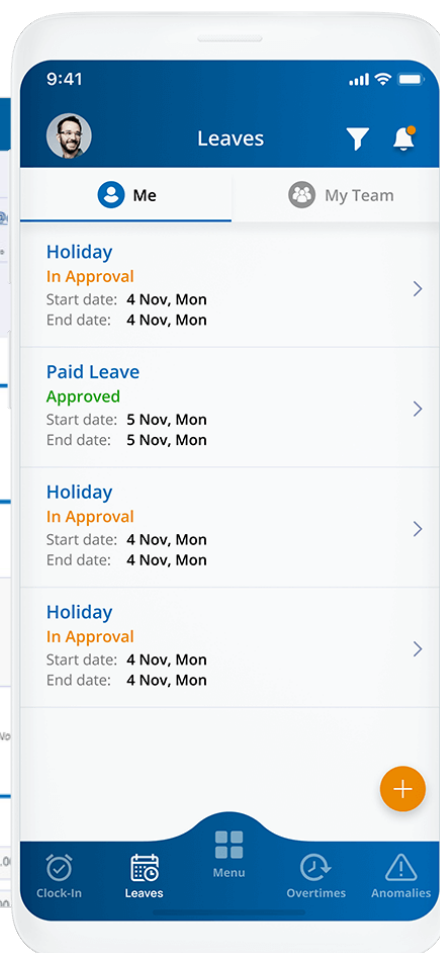 9:41
Leaves
Me
My Team
Holiday
In Approval
Start date: 4 Nov, Mon
End date: 4 Nov, Mon
Paid Leave
Approved
Start date: 5 Nov, Mon
End date: 5 Nov, Mon
Holiday
In Approval
Start date: 4 Nov, Mon
End date: 4 Nov, Mon
Holiday
In Approval
Start date: 4 Nov, Mon
End date: 4 Nov, Mon
Clock-In
Leaves
Menu
Overtimes
Anomalies